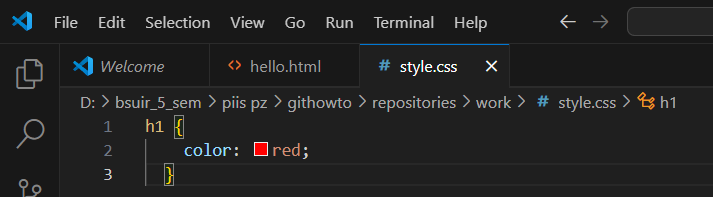 File Edit Selection View Go Run Terminal Help
Welcome <> hello.html # style.css
D: > bsuir_5_sem > piis pz > githowto > repositories > work > # style.css > h1
1 h1 {
2 color: red;
3 }